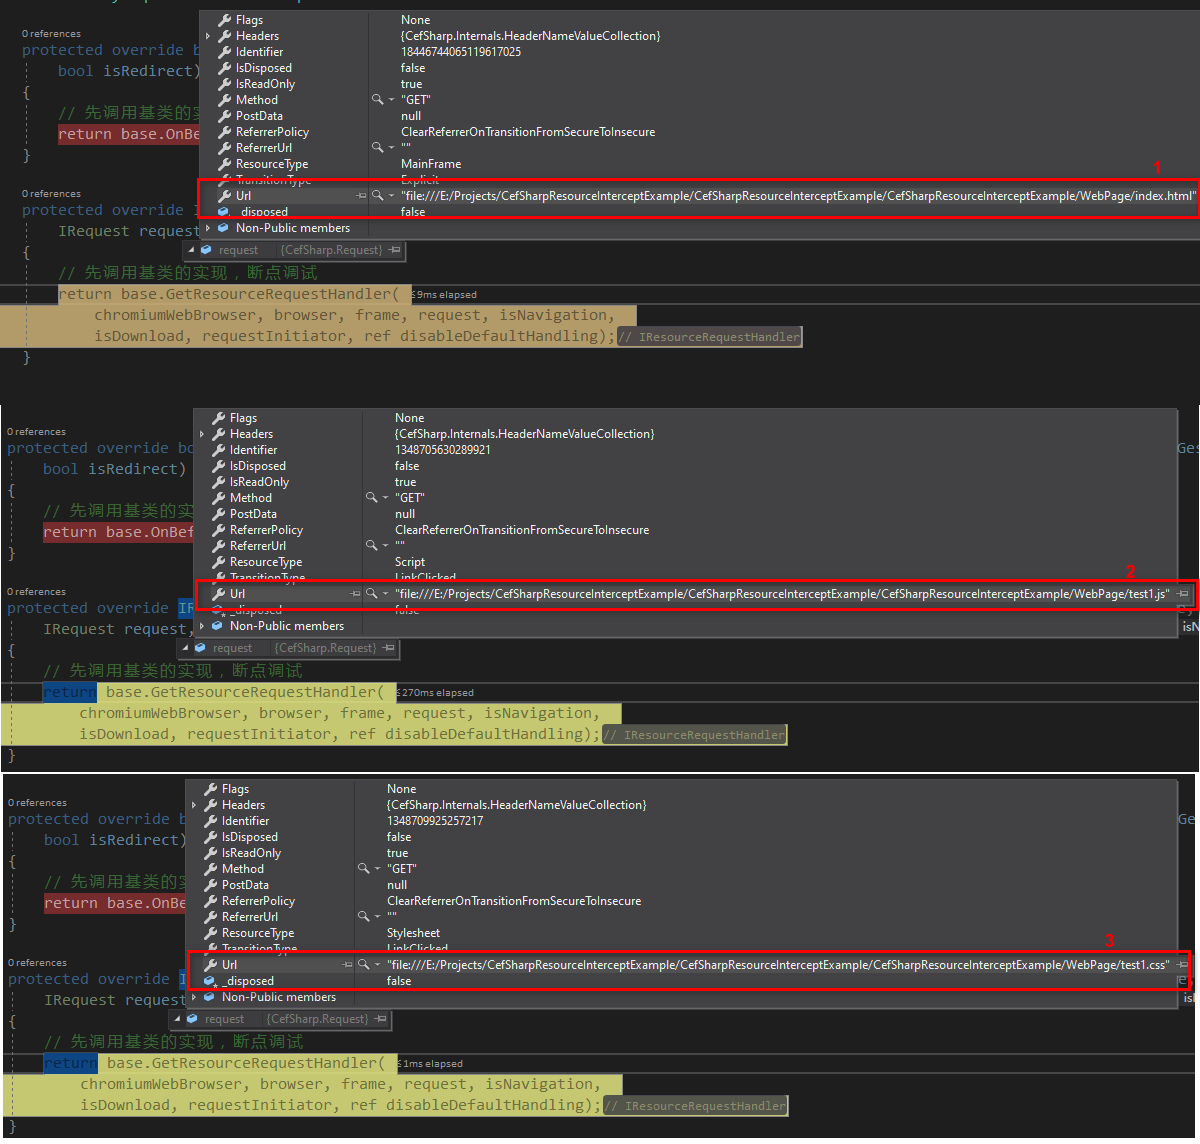 Flags None
0 references
Headers {CefSharp.Internals.HeaderNameValueCollection}
protected override b
Identifier 18446744065119617025
bool isRedirect)
IsDisposed false
IsReadOnly true
{
Method "GET"
// 先调用基类的实
PostData null
return base.OnBe
ReferrerPolicy ClearReferrerOnTransitionFromSecureToInsecure
ReferrerUrl ""
}
ResourceType MainFrame
1
TransitionType Explicit
0 references
Url "file:///E:/Projects/CefSharpResourceInterceptExample/CefSharpResourceInterceptExample/CefSharpResourceInterceptExample/WebPage/index.html"
protected override I
_disposed false
IRequest request
Non-Public members
{
request {CefSharp.Request}
// 先调用基类的实现，断点调试
return base.GetResourceRequestHandler( ≤9ms elapsed
chromiumWebBrowser, browser, frame, request, isNavigation,
isDownload, requestInitiator, ref disableDefaultHandling); // IResourceRequestHandler
}
Flags None
0 references
Headers {CefSharp.Internals.HeaderNameValueCollection}
protected override bo
Identifier 1348705630289921
Ges
bool isRedirect)
IsDisposed false
IsReadOnly true
{
Method "GET"
// 先调用基类的实
PostData null
return base.OnBef
ReferrerPolicy ClearReferrerOnTransitionFromSecureToInsecure
ReferrerUrl ""
}
ResourceType Script
2
TransitionType LinkClicked
0 references
Url "file:///E:/Projects/CefSharpResourceInterceptExample/CefSharpResourceInterceptExample/CefSharpResourceInterceptExample/WebPage/test1.js"
protected override IR
_disposed false
IRequest request,
Non-Public members
isN
{
request {CefSharp.Request}
// 先调用基类的实现，断点调试
return base.GetResourceRequestHandler( ≤270ms elapsed
chromiumWebBrowser, browser, frame, request, isNavigation,
isDownload, requestInitiator, ref disableDefaultHandling); // IResourceRequestHandler
}
Flags None
0 references
Headers {CefSharp.Internals.HeaderNameValueCollection}
protected override b
Identifier 1348709925257217
Ge
bool isRedirect)
IsDisposed false
IsReadOnly true
{
Method "GET"
// 先调用基类的实
PostData null
return base.OnBe
ReferrerPolicy ClearReferrerOnTransitionFromSecureToInsecure
ReferrerUrl ""
}
ResourceType Stylesheet
3
TransitionType LinkClicked
0 references
Url "file:///E:/Projects/CefSharpResourceInterceptExample/CefSharpResourceInterceptExample/CefSharpResourceInterceptExample/WebPage/test1.css"
protected override I
_disposed false
IRequest request
Non-Public members
{
request {CefSharp.Request}
// 先调用基类的实现，断点调试
return base.GetResourceRequestHandler( ≤1ms elapsed
chromiumWebBrowser, browser, frame, request, isNavigation,
isDownload, requestInitiator, ref disableDefaultHandling); // IResourceRequestHandler
}